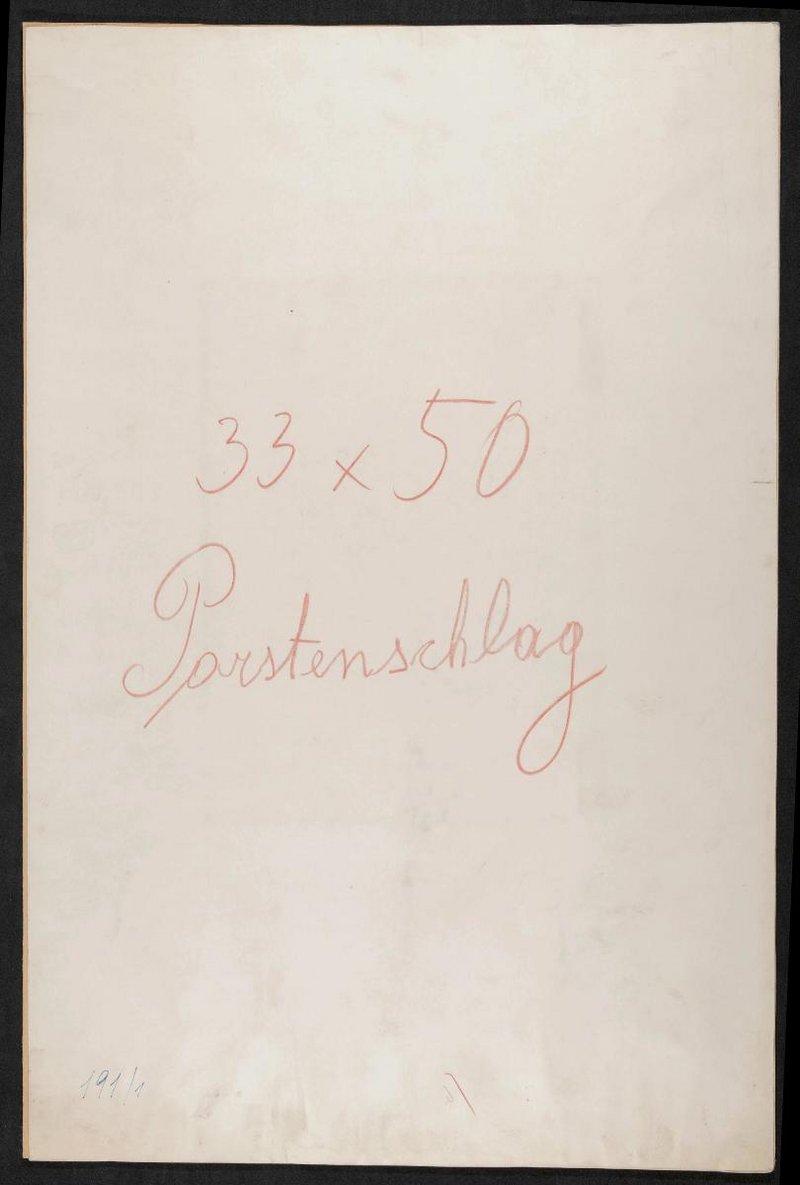 33 x 50
Porstenschlag
191/1